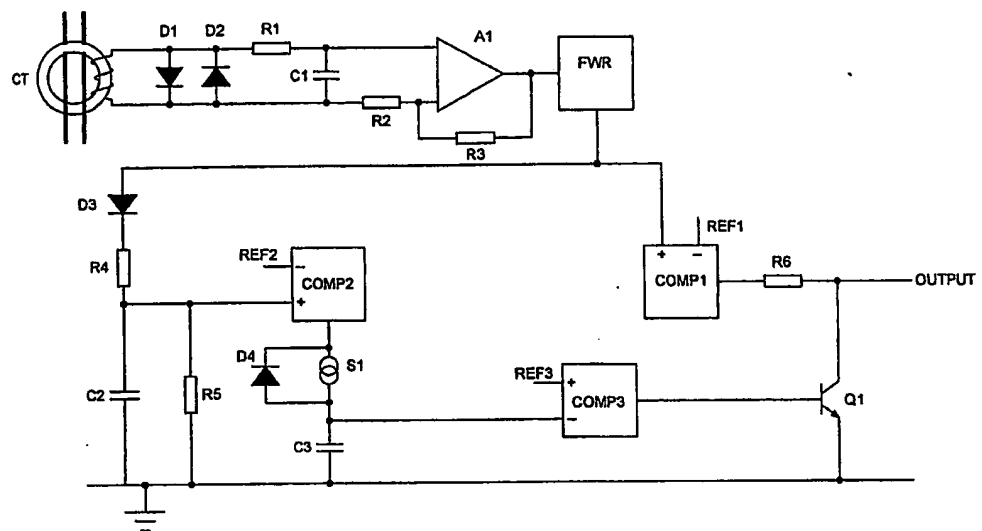 D1 D2 R1 A1
CT C1 FWR
R2
R3
D3
REF1
R4 REF2 + − R6
− COMP2 COMP1 OUTPUT
+
D4 S1
REF3 +
C2 R5 COMP3 Q1
−
C3